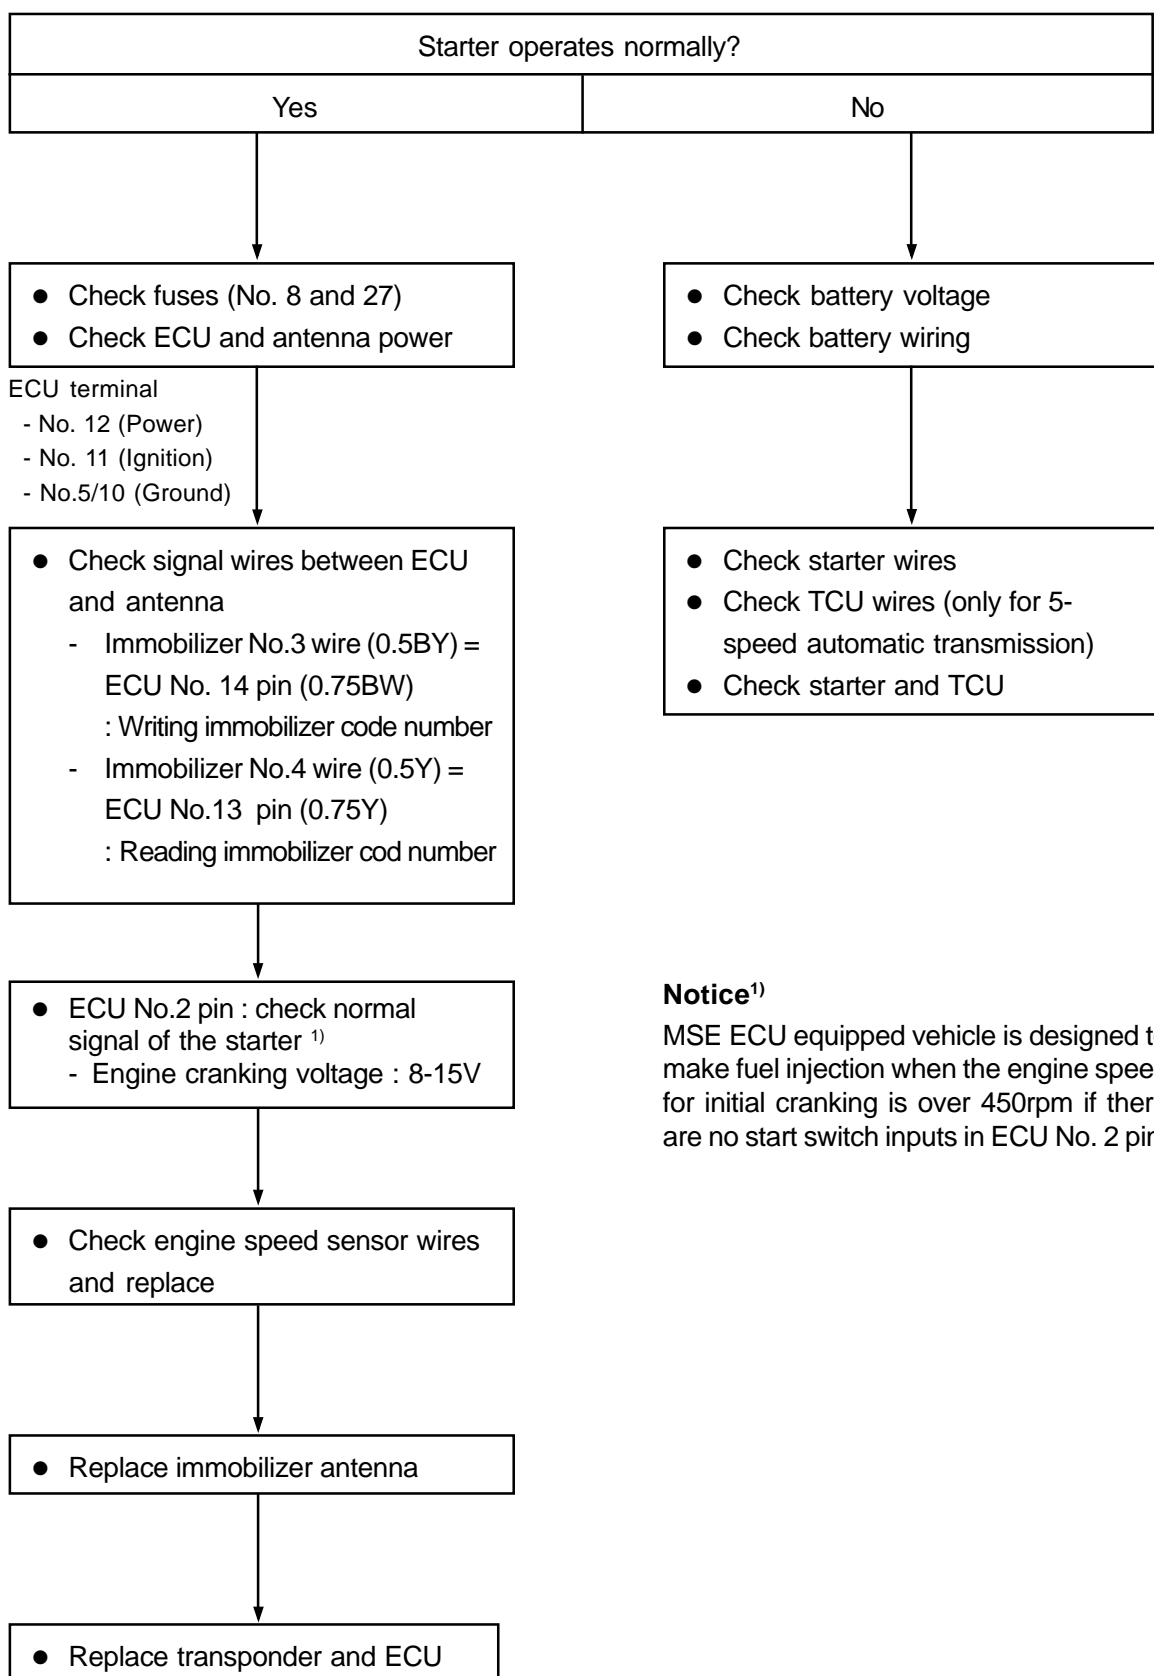 Starter operates normally?
Yes
No
● Check fuses (No. 8 and 27)
● Check ECU and antenna power
ECU terminal
- No. 12 (Power)
- No. 11 (Ignition)
- No.5/10 (Ground)
● Check signal wires between ECU
and antenna
- Immobilizer No.3 wire (0.5BY) =
ECU No. 14 pin (0.75BW)
: Writing immobilizer code number
- Immobilizer No.4 wire (0.5Y) =
ECU No.13 pin (0.75Y)
: Reading immobilizer cod number
● ECU No.2 pin : check normal
signal of the starter 1)
- Engine cranking voltage : 8-15V
● Check engine speed sensor wires
and replace
● Replace immobilizer antenna
● Replace transponder and ECU
● Check battery voltage
● Check battery wiring
● Check starter wires
● Check TCU wires (only for 5-
speed automatic transmission)
● Check starter and TCU
Notice1)
MSE ECU equipped vehicle is designed
make fuel injection when the engine
for initial cranking is over 450rpm if
are no start switch inputs in ECU No. 2